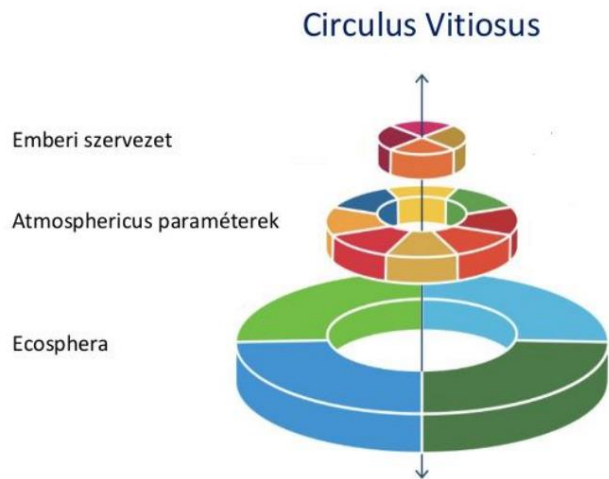 Circulus Vitiosus
Emberi szervezet
Atmosphericus paraméterek
Ecosphera